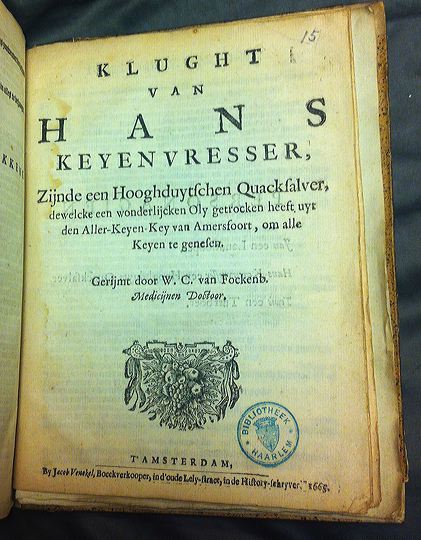 15
KLUGHT
VAN
HANS
KEYENVRESSER,
Zijnde een Hooghduytſchen Quackſalver,
dewelcke een wonderlijcken Oly getrocken heeft uyt
den Aller-Keyen-Key van Amersfoort, om alle
Keyen te geneſen.
Gerijmt door W. C. van Fockenb.
Medicijnen Doctoor.
BIBLIOTHEEK
HAARLEM
T'AMSTERDAM,
By Jacob Venekel, Boeckverkooper, in d'oude Lely-ſtraet, in de Hiſtory-ſchryver.